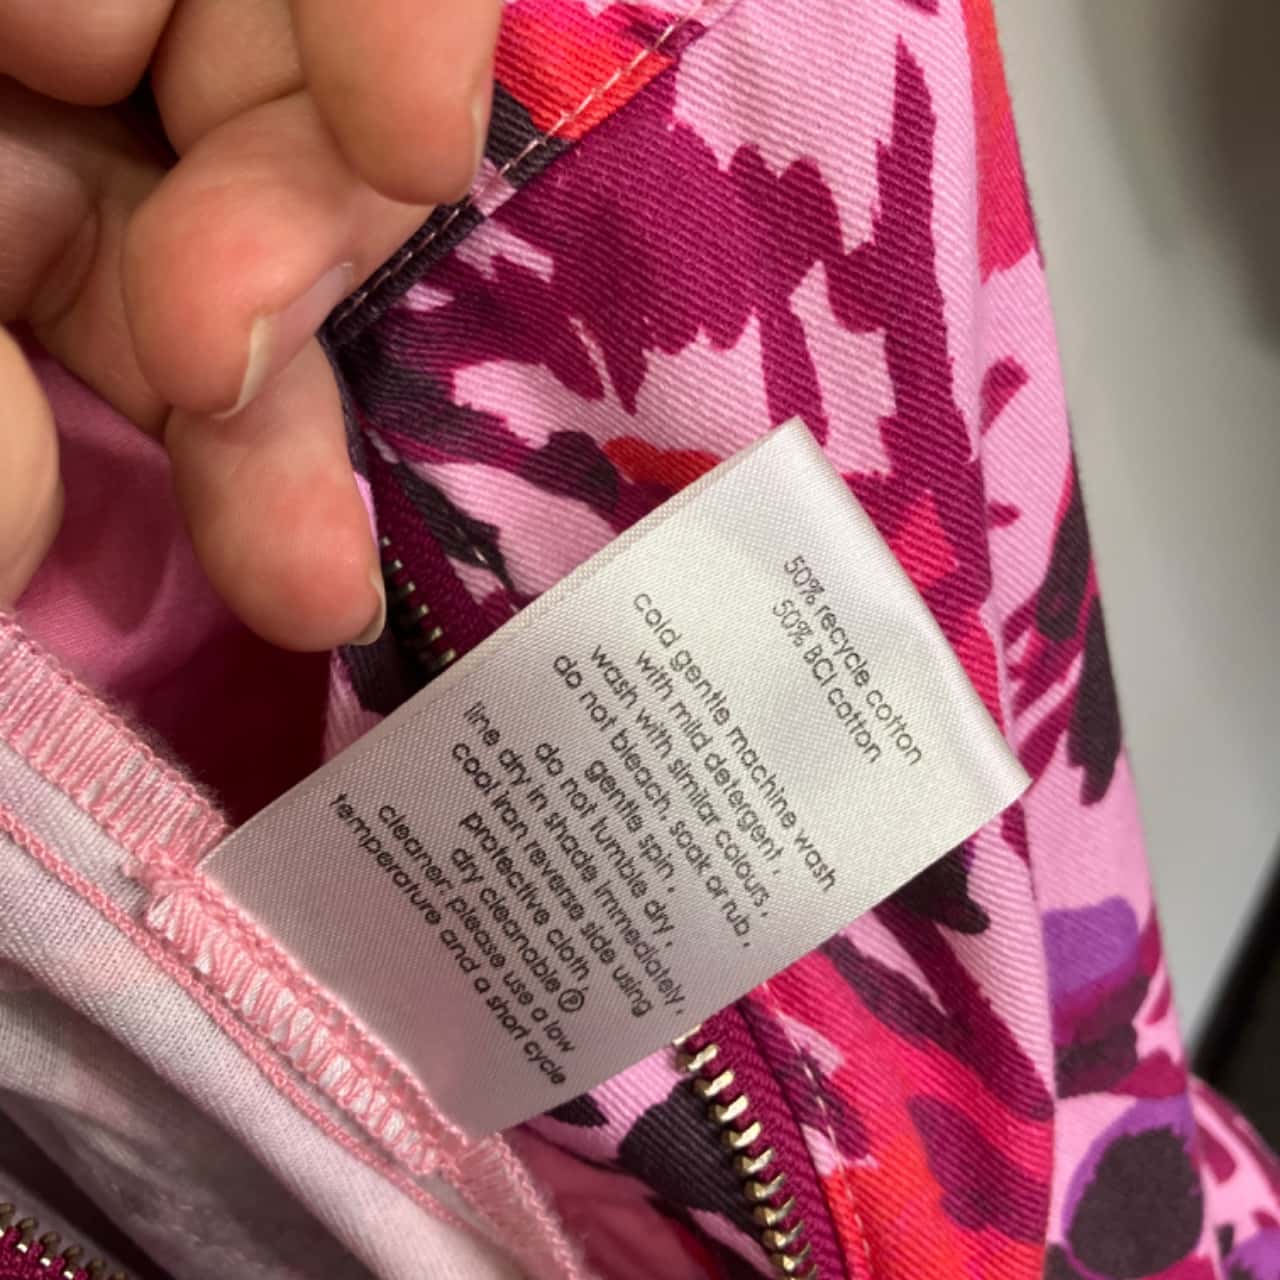 50% recycle cotton
50% BCI cotton
cold gentle machine wash
with mild detergent,
wash with similar colours,
do not bleach, soak or rub,
gentle spin,
do not tumble dry,
line dry in shade immediately,
cool iron reverse side using
protective cloth,
dry cleanable Ⓟ
cleaner: please use a low
temperature and a short cycle